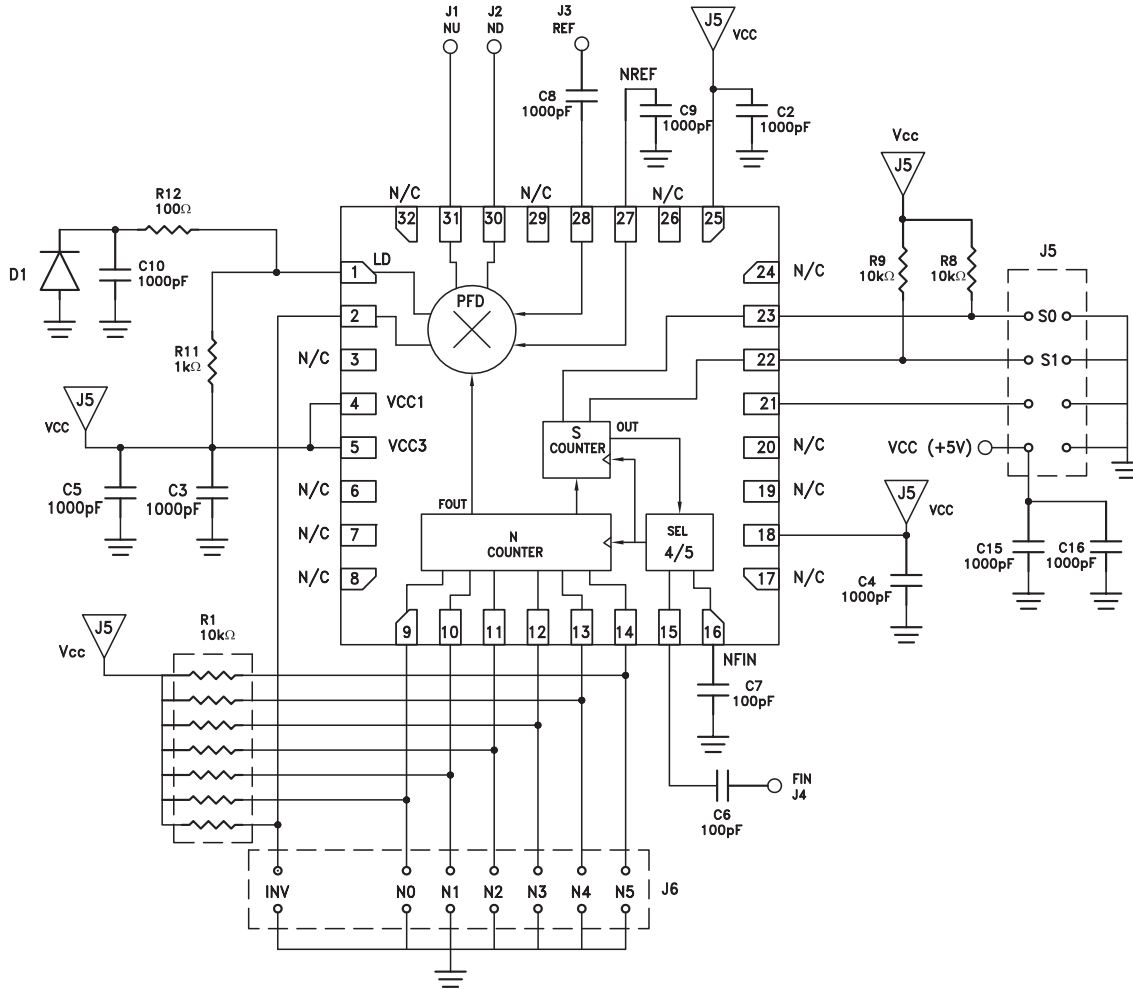 J1
NU
J2
ND
J3
REF
J5
VCC
NREF
C8
1000pF
C9
1000pF
C2
1000pF
Vcc
J5
R12
100Ω
N/C
N/C
N/C
32
31
30
29
28
27
26
25
D1
C10
1000pF
1
LD
PFD
24
N/C
R9
10kΩ
R8
10kΩ
J5
2
23
S0
R11
1kΩ
N/C
3
22
S1
J5
VCC
4
VCC1
21
S
COUNTER
OUT
5
VCC3
20
N/C
VCC (+5V)
C5
1000pF
C3
1000pF
N/C
6
19
N/C
J5
VCC
FOUT
N
COUNTER
SEL
4/5
N/C
7
18
C15
1000pF
C16
1000pF
N/C
8
17
N/C
C4
1000pF
J5
Vcc
R1
10kΩ
9
10
11
12
13
14
15
16
NFIN
C7
100pF
FIN
J4
C6
100pF
INV
N0
N1
N2
N3
N4
N5
J6